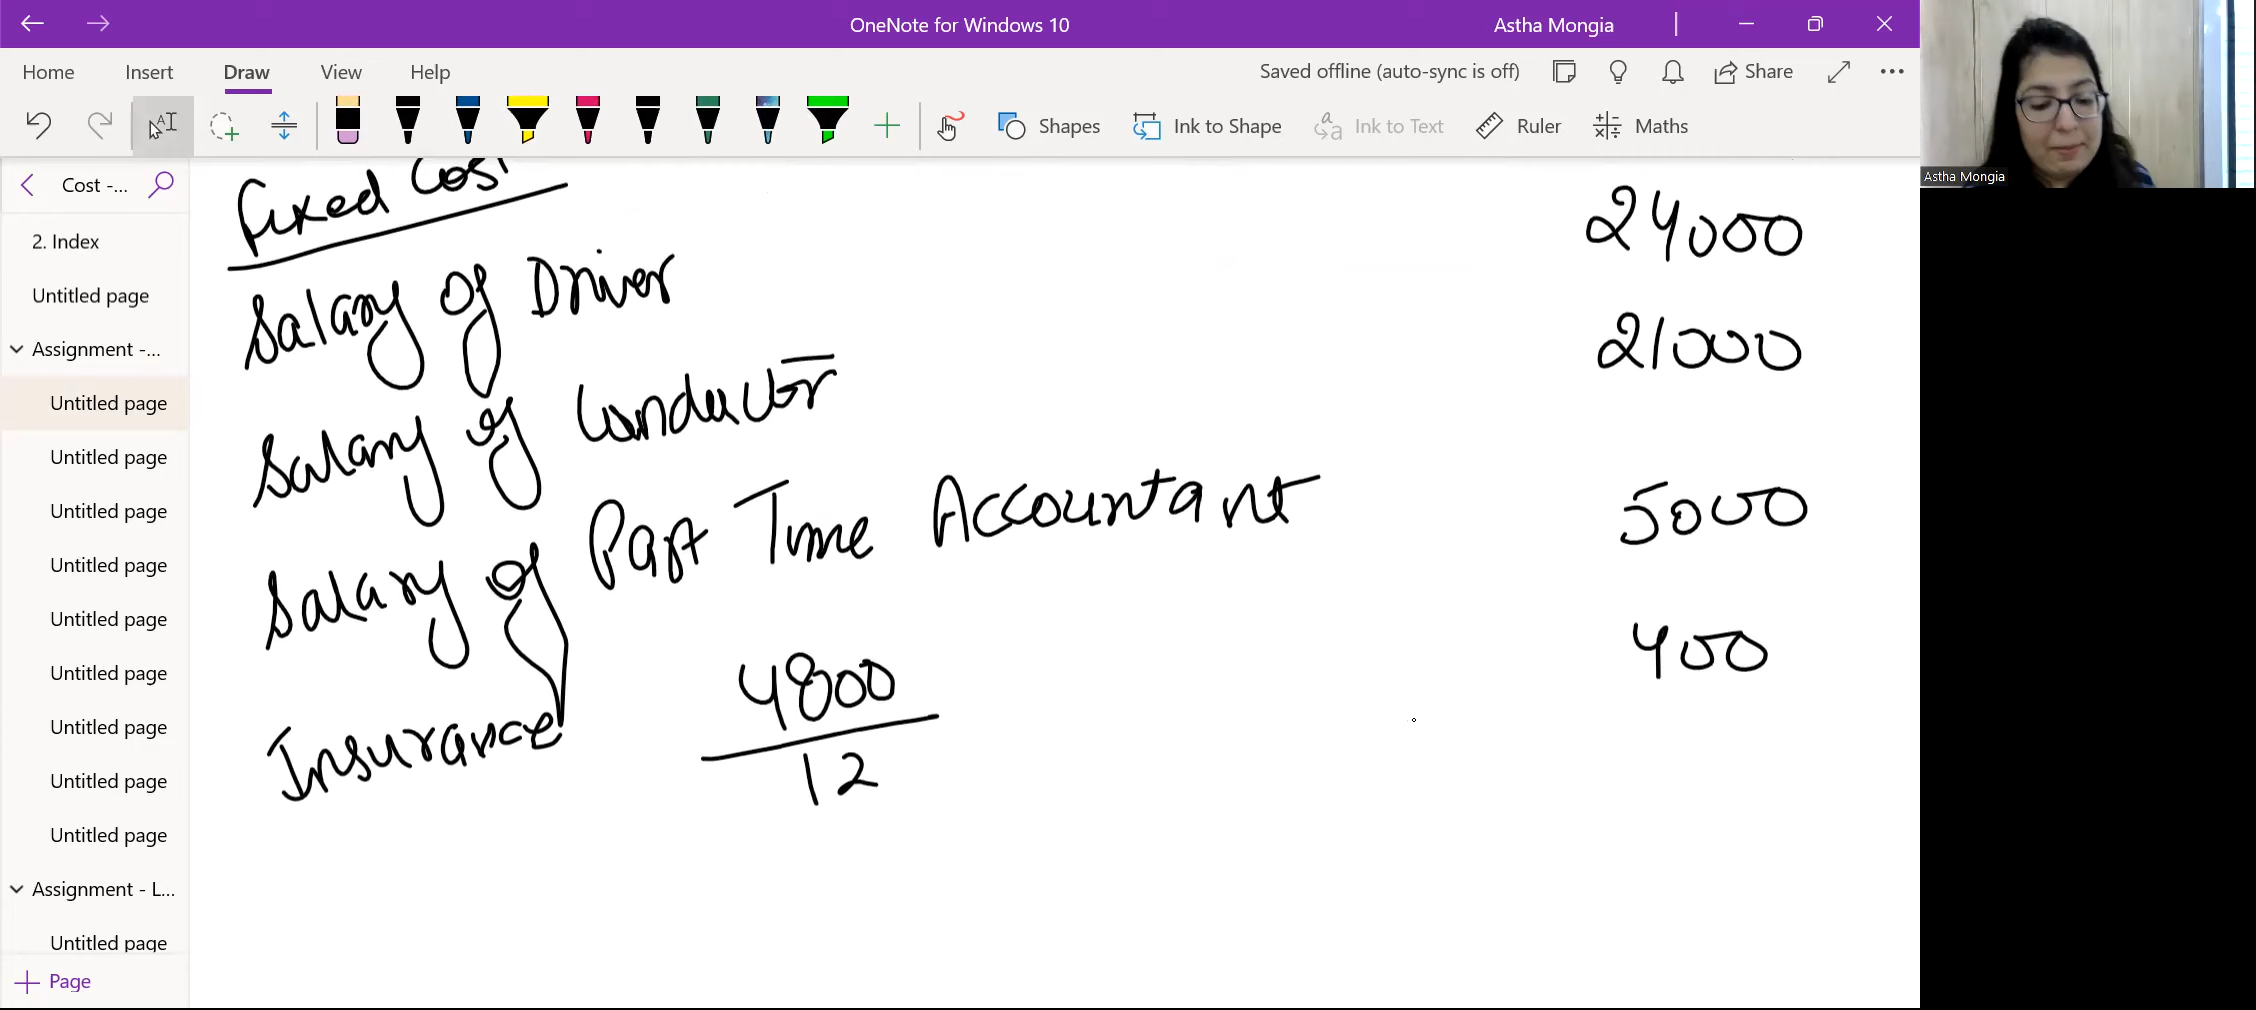 OneNote for Windows 10
Astha Mongia
Home Insert Draw View Help
Saved offline (auto-sync is off) Share
Shapes Ink to Shape Ink to Text Ruler Maths
Astha Mongia
Cost -...
2. Index
Untitled page
Assignment -...
Untitled page
Untitled page
Untitled page
Untitled page
Untitled page
Untitled page
Untitled page
Untitled page
Untitled page
Assignment - L...
Untitled page
Page
Fixed Cost
Salary of Driver 24000
Salary of Conductor 21000
Salary of Part Time Accountant 5000
Insurance 4800 400
12